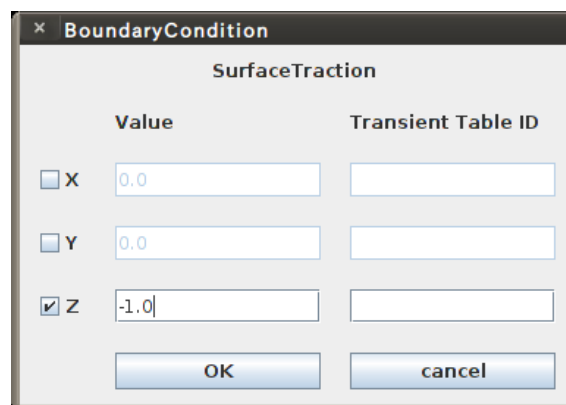 × BoundaryCondition
SurfaceTraction
Value Transient Table ID
X 0.0
Y 0.0
Z -1.0
OK cancel